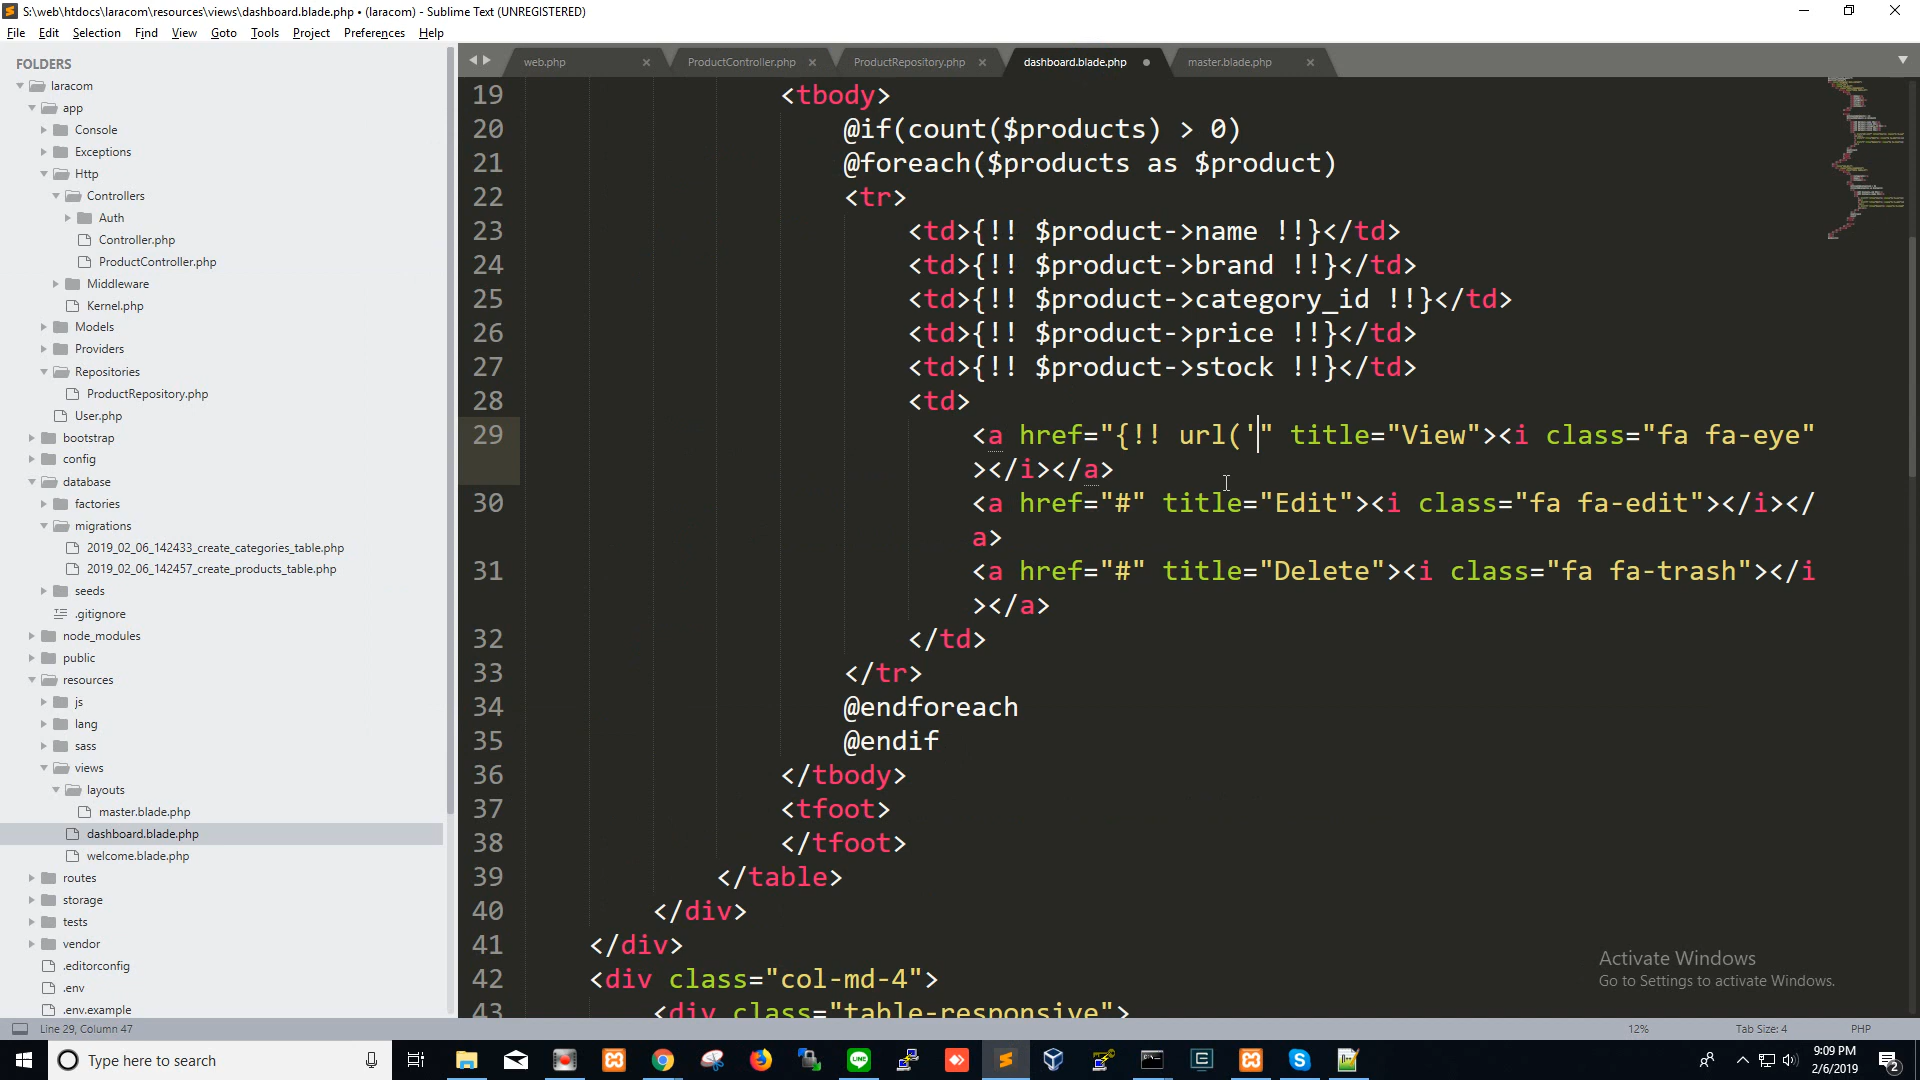 S:\web\htdocs\laracom\resources\views\dashboard.blade.php • (laracom) - Sublime Text (UNREGISTERED)
File Edit Selection Find View Goto Tools Project Preferences Help
FOLDERS
laracom
app
Console
Exceptions
Http
Controllers
Auth
Controller.php
ProductController.php
Middleware
Kernel.php
Models
Providers
Repositories
ProductRepository.php
User.php
bootstrap
config
database
factories
migrations
2019_02_06_142433_create_categories_table.php
2019_02_06_142457_create_products_table.php
seeds
.gitignore
node_modules
public
resources
js
lang
sass
views
layouts
master.blade.php
dashboard.blade.php
welcome.blade.php
routes
storage
tests
vendor
.editorconfig
.env
.env.example
web.php ProductController.php ProductRepository.php dashboard.blade.php master.blade.php
19 <tbody>
20 @if(count($products) > 0)
21 @foreach($products as $product)
22 <tr>
23 <td>{!! $product->name !!}</td>
24 <td>{!! $product->brand !!}</td>
25 <td>{!! $product->category_id !!}</td>
26 <td>{!! $product->price !!}</td>
27 <td>{!! $product->stock !!}</td>
28 <td>
29 <a href="{!! url('" title="View"><i class="fa fa-eye"
></i></a>
30 <a href="#" title="Edit"><i class="fa fa-edit"></i></
a>
31 <a href="#" title="Delete"><i class="fa fa-trash"></i
></a>
32 </td>
33 </tr>
34 @endforeach
35 @endif
36 </tbody>
37 <tfoot>
38 </tfoot>
39 </table>
40 </div>
41 </div>
42 <div class="col-md-4">
43 <div class="table-responsive">
Activate Windows
Go to Settings to activate Windows.
Line 29, Column 47
12% Tab Size: 4 PHP
Type here to search
9:09 PM
2/6/2019
2